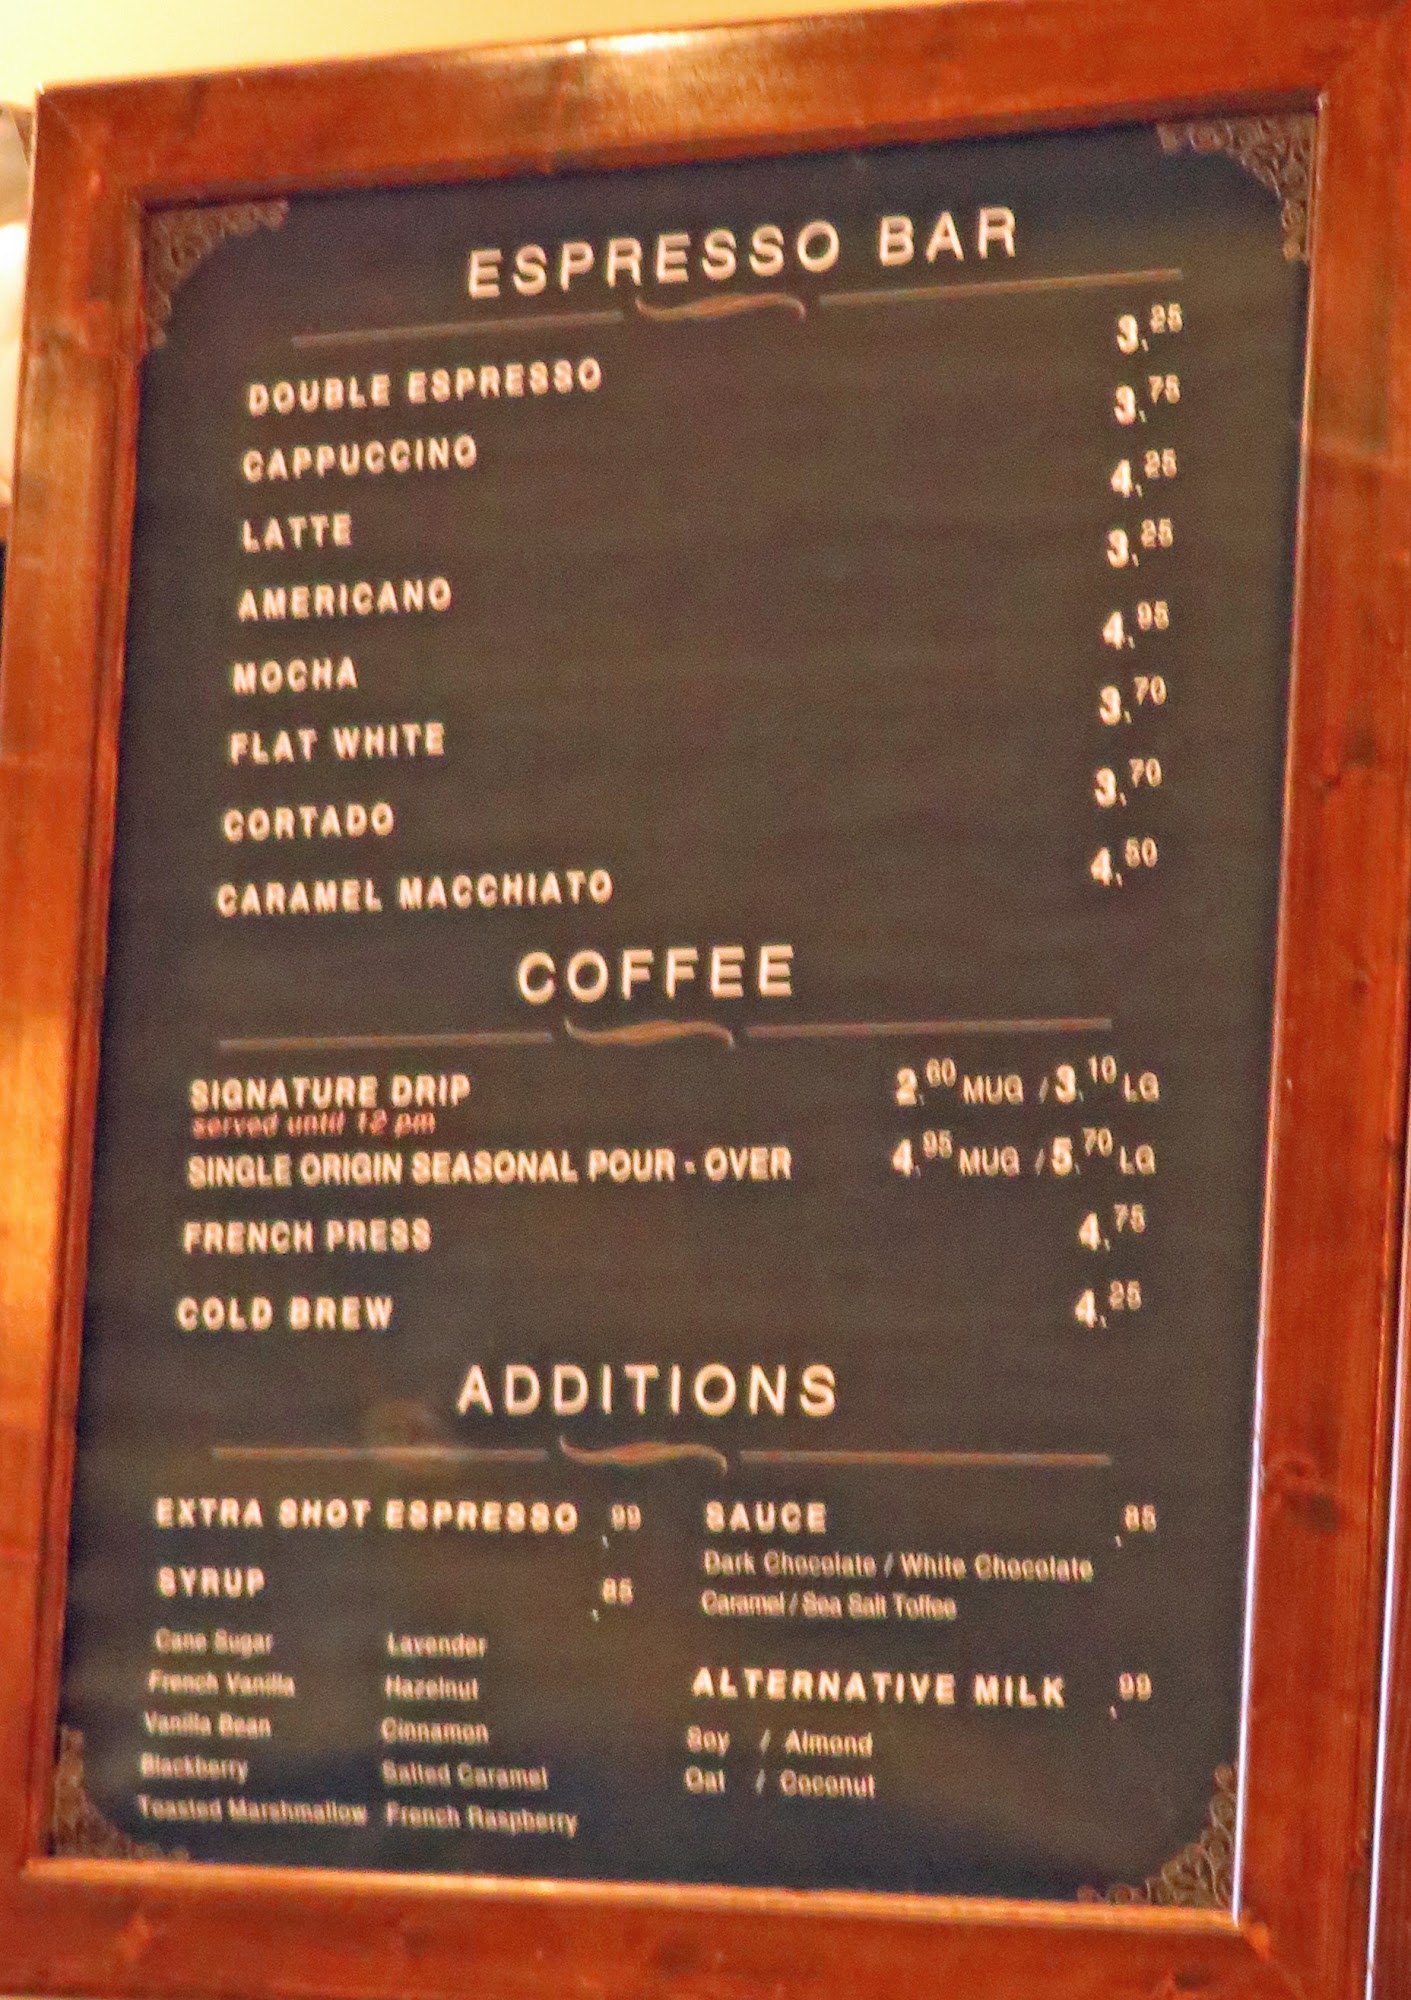 ESPRESSO BAR
DOUBLE ESPRESSO 3.25
CAPPUCCINO 3.75
LATTE 4.25
AMERICANO 3.25
MOCHA 4.95
FLAT WHITE 3.70
CORTADO 3.70
CARAMEL MACCHIATO 4.50
COFFEE
SIGNATURE DRIP 2.60 MUG / 3.10 LG
served until 12 pm
SINGLE ORIGIN SEASONAL POUR - OVER 4.95 MUG / 5.70 LG
FRENCH PRESS 4.75
COLD BREW 4.25
ADDITIONS
EXTRA SHOT ESPRESSO .99
SYRUP .85
Cane Sugar Lavender
French Vanilla Hazelnut
Vanilla Bean Cinnamon
Blackberry Salted Caramel
Toasted Marshmallow French Raspberry
SAUCE .85
Dark Chocolate / White Chocolate
Caramel / Sea Salt Toffee
ALTERNATIVE MILK .99
Soy / Almond
Oat / Coconut